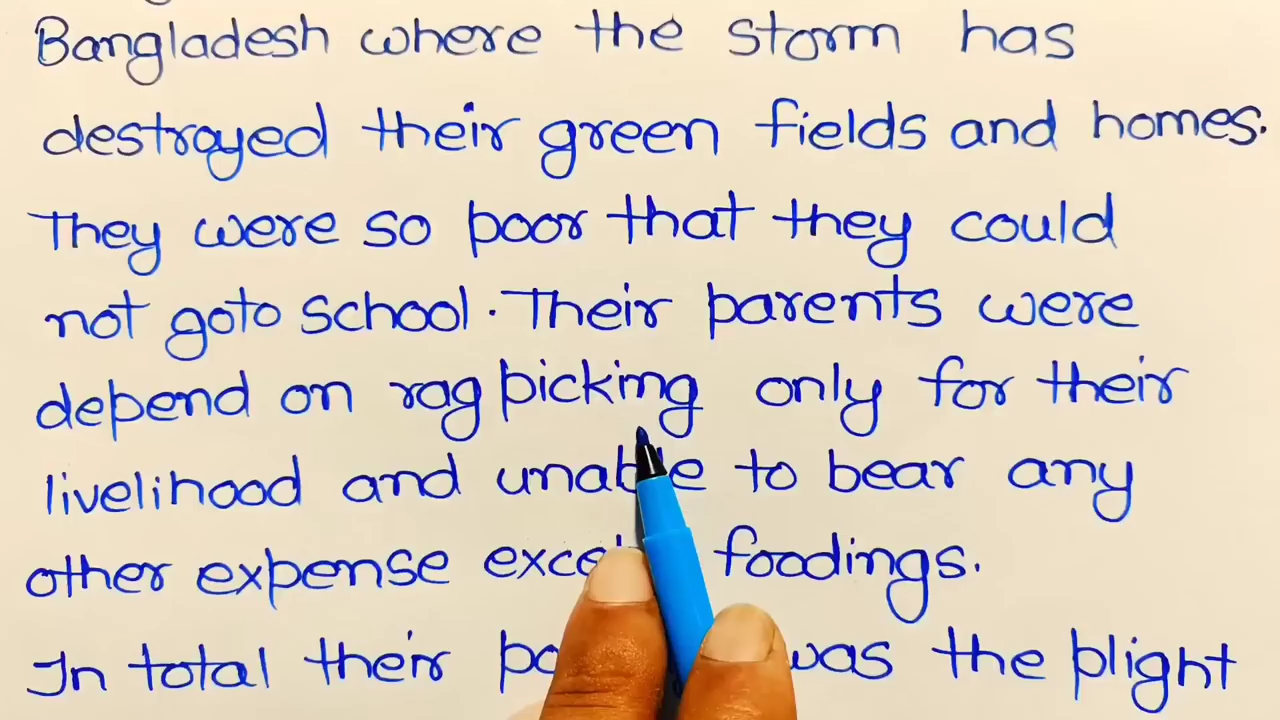 Bangladesh where the storm has
destroyed their green fields and homes.
They were so poor that they could
not goto school. Their parents were
depend on rag picking only for their
livelihood and unable to bear any
other expense foodings.
In total their was the plight